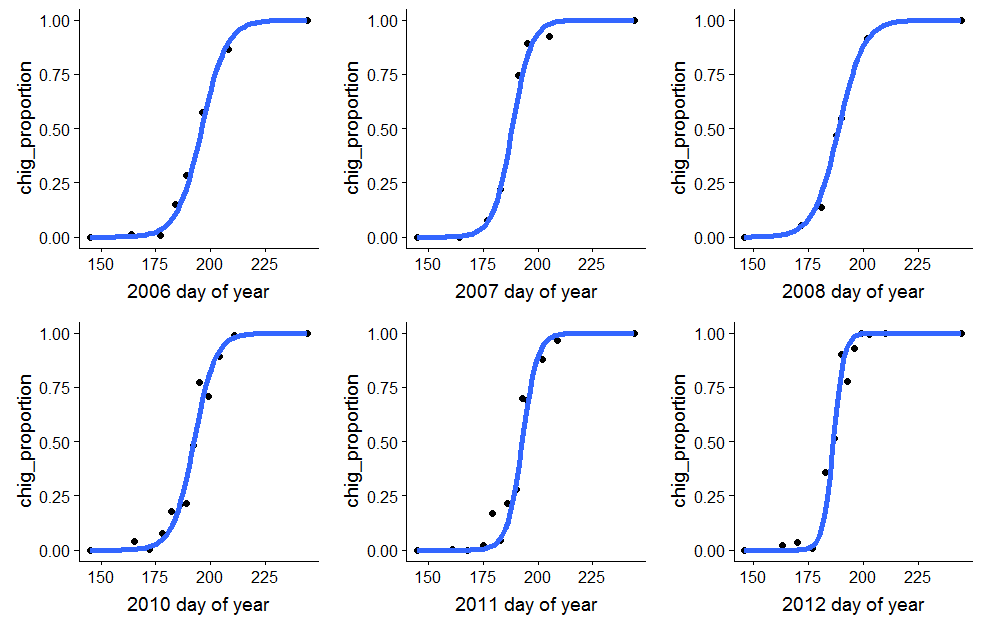 chig_proportion
1.00
0.75
0.50
0.25
0.00
150 175 200 225
2006 day of year
chig_proportion
1.00
0.75
0.50
0.25
0.00
150 175 200 225
2007 day of year
chig_proportion
1.00
0.75
0.50
0.25
0.00
150 175 200 225
2008 day of year
chig_proportion
1.00
0.75
0.50
0.25
0.00
150 175 200 225
2010 day of year
chig_proportion
1.00
0.75
0.50
0.25
0.00
150 175 200 225
2011 day of year
chig_proportion
1.00
0.75
0.50
0.25
0.00
150 175 200 225
2012 day of year